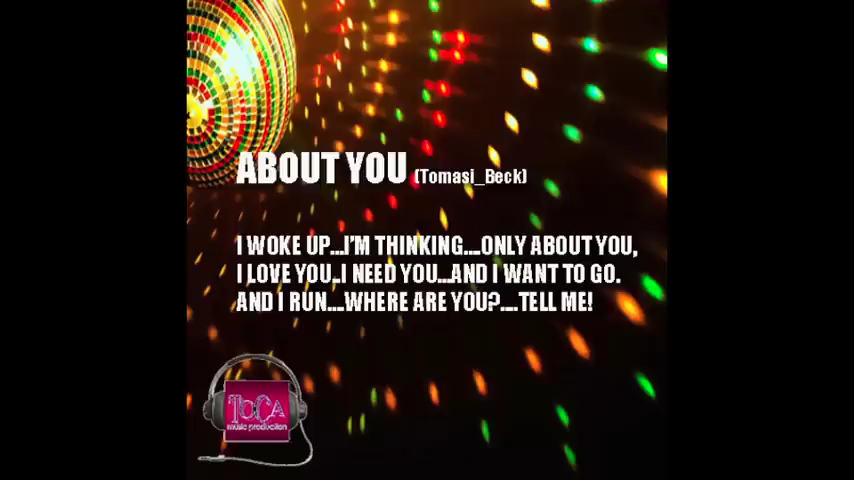 ABOUT YOU (Tomasi_Beck)
I WOKE UP...I'M THINKING....ONLY ABOUT YOU,
I LOVE YOU..I NEED YOU...AND I WANT TO GO.
AND I RUN....WHERE ARE YOU?....TELL ME!
TOCA
music production